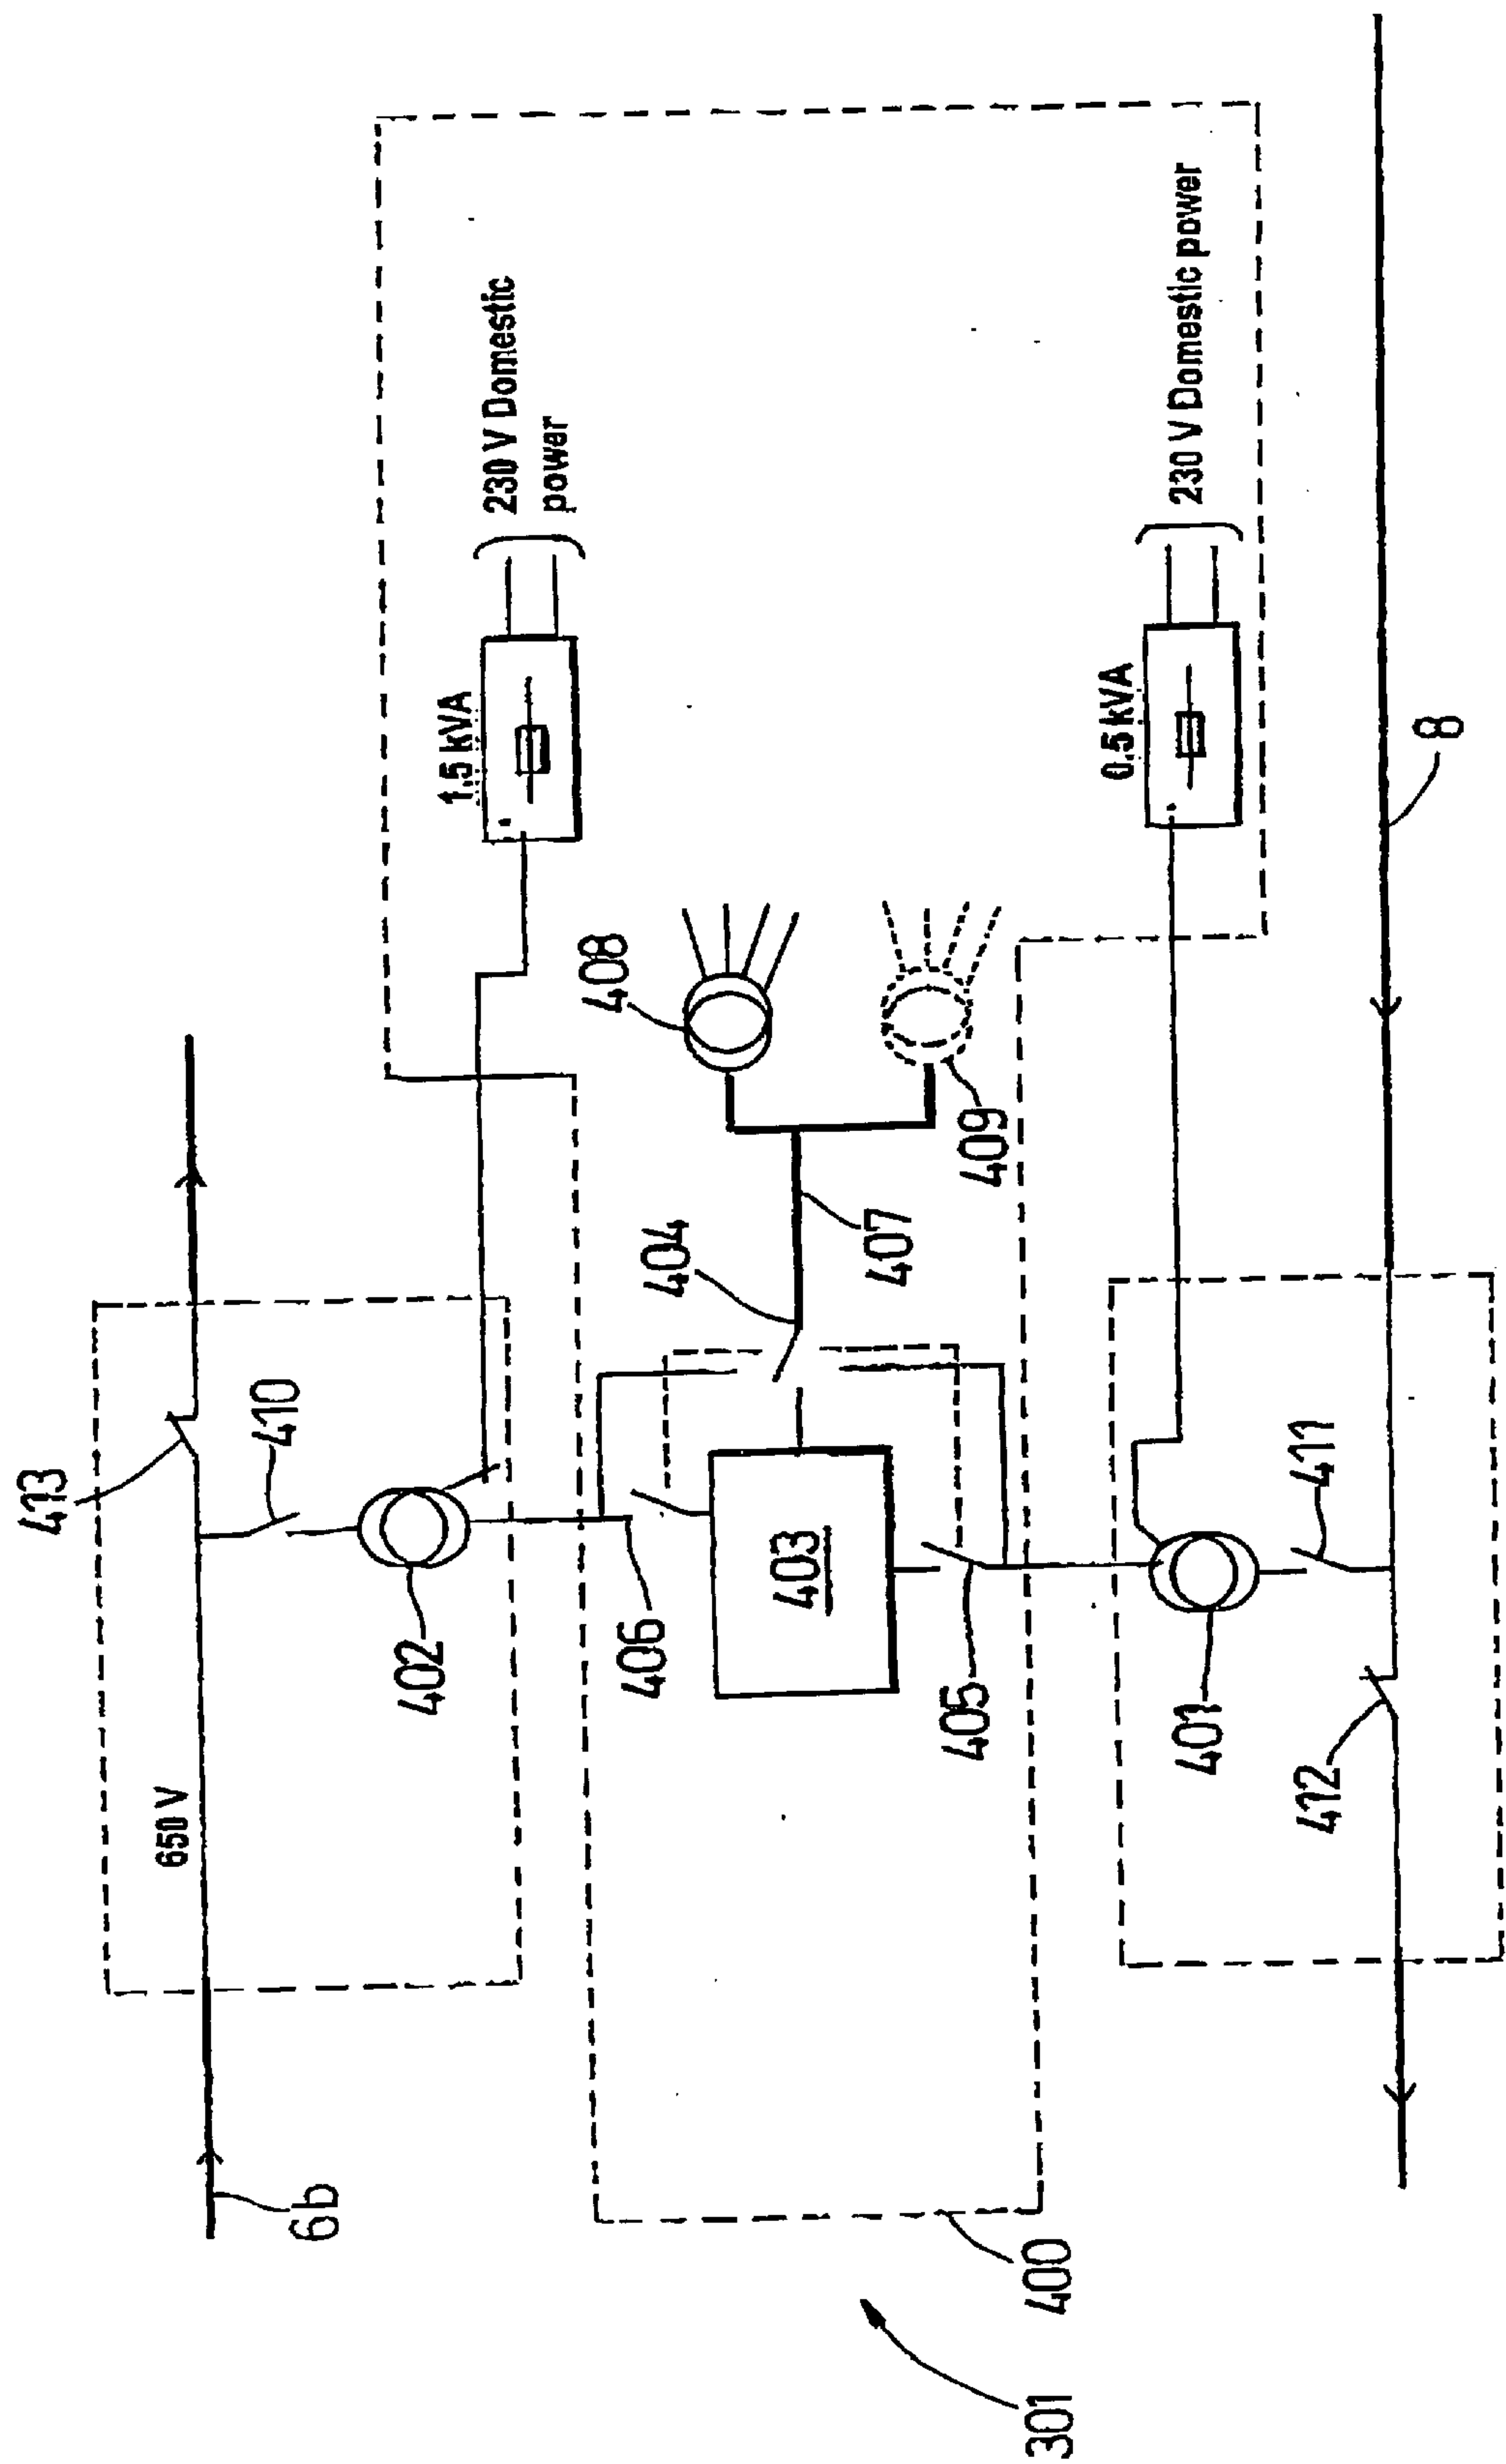 413
410
650 V
6b
402
1.5 kVA
230 V Domestic
power
408
404
406
403
407
409
405
401
411
412
0.5 kVA
230 V Domestic power
8
400
301